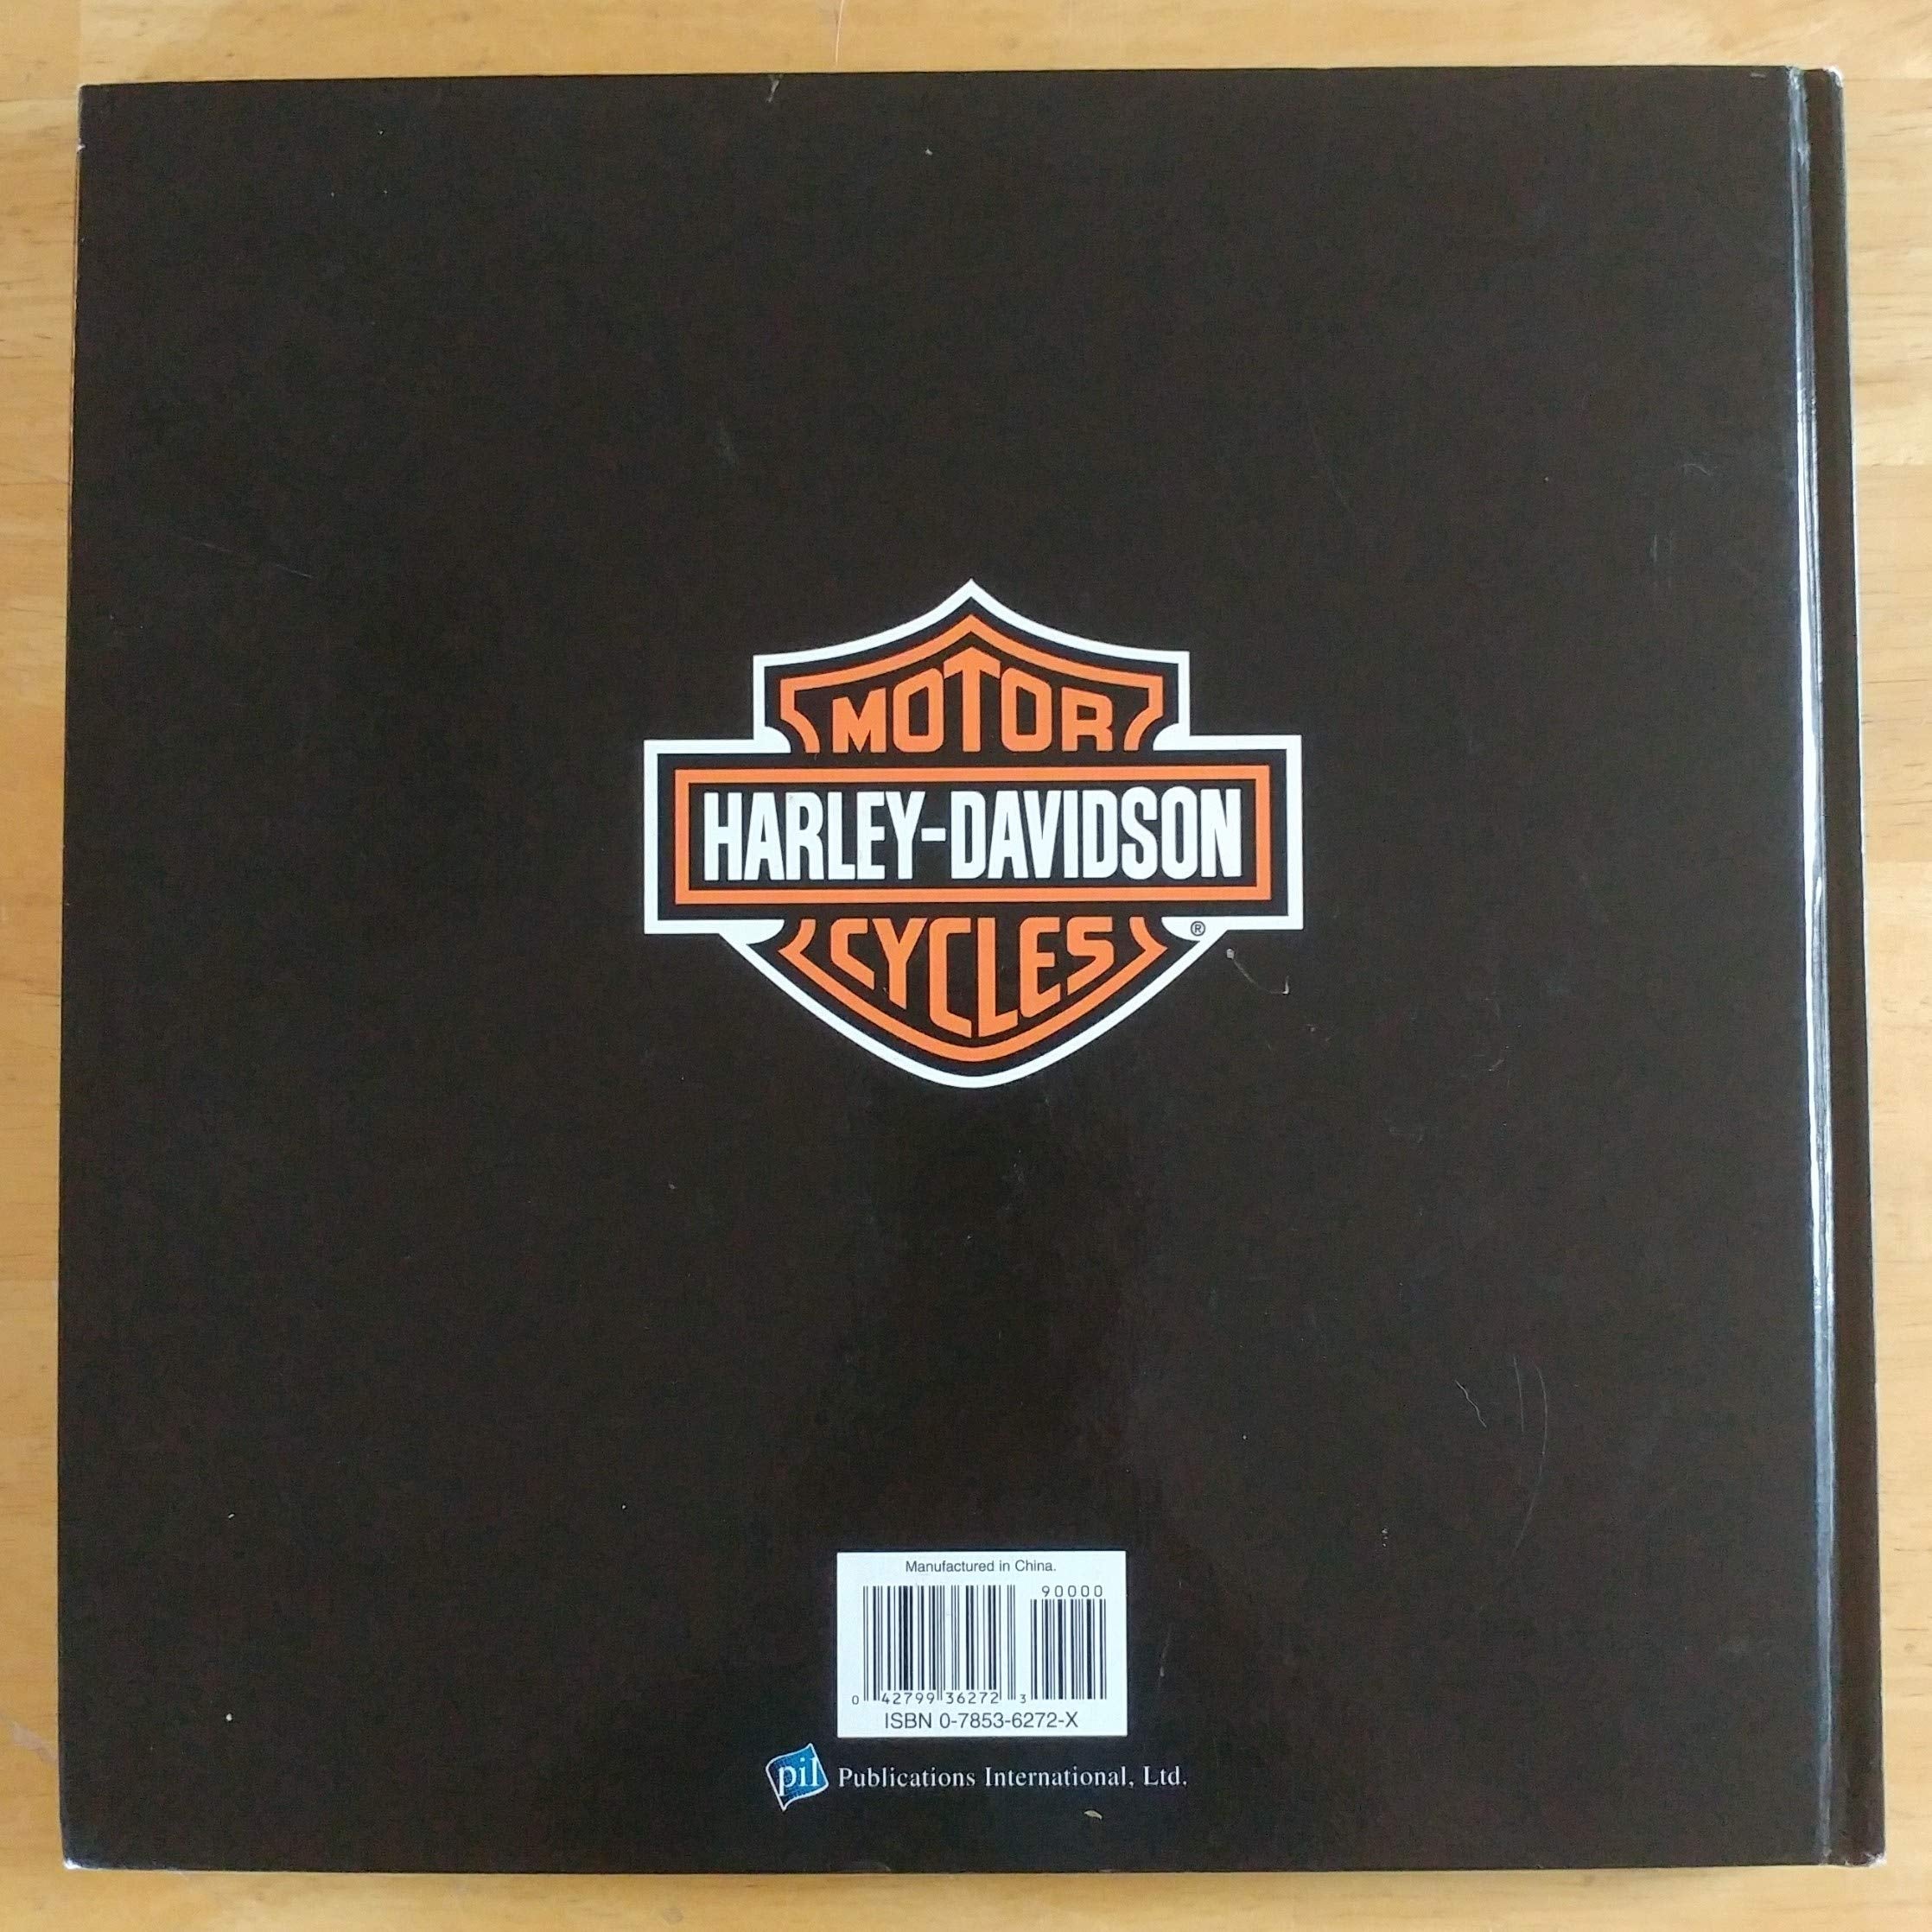 MOTOR
HARLEY-DAVIDSON
CYCLES
®
Manufactured in China.
90000
0 42799 36272 3
ISBN 0-7853-6272-X
pil Publications International, Ltd.